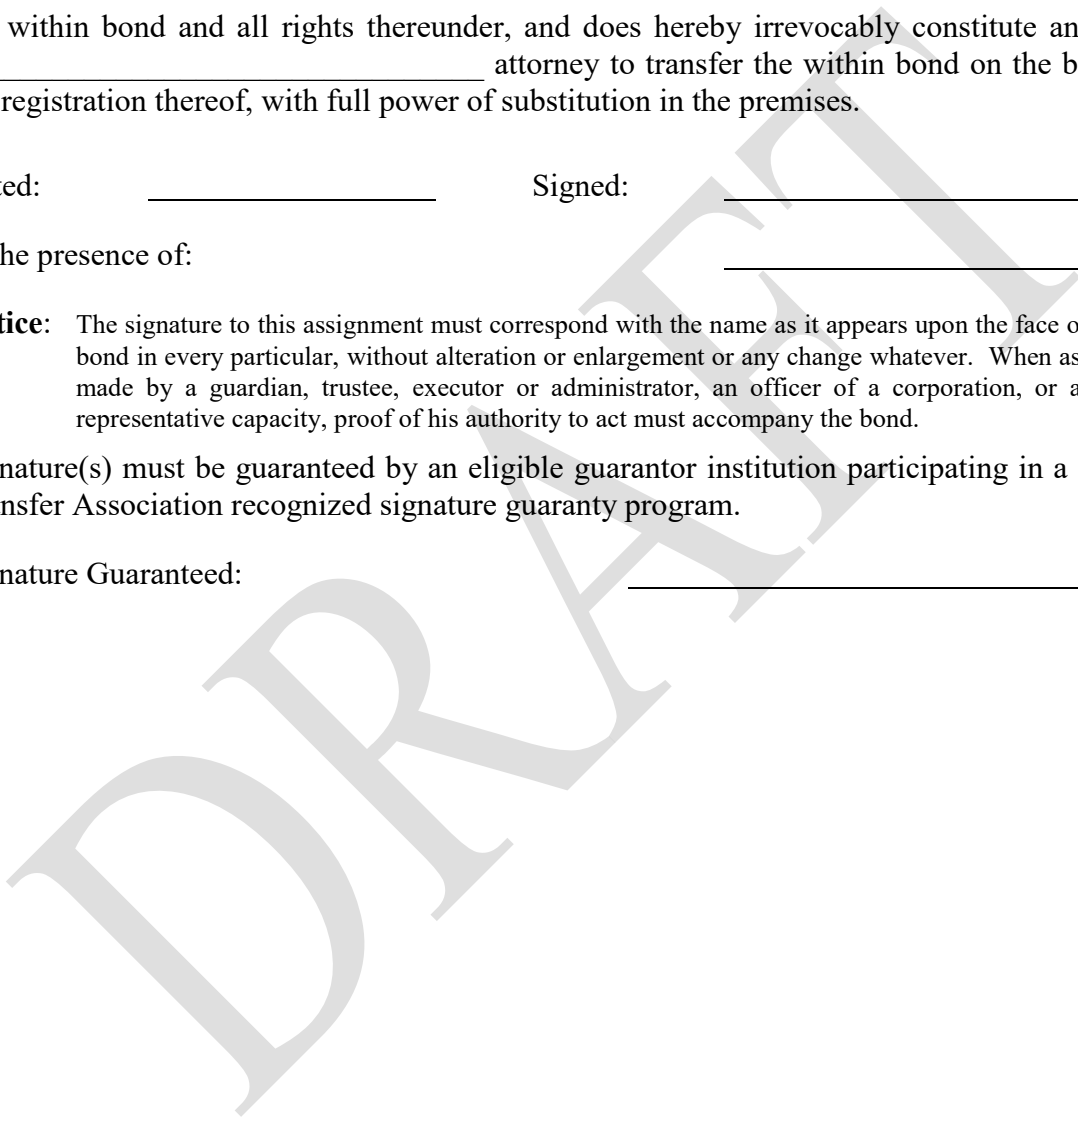 within bond and all rights thereunder, and does hereby irrevocably constitute an
______________________________ attorney to transfer the within bond on the b
registration thereof, with full power of substitution in the premises.
ted: Signed:
he presence of:
tice: The signature to this assignment must correspond with the name as it appears upon the face o
bond in every particular, without alteration or enlargement or any change whatever. When as
made by a guardian, trustee, executor or administrator, an officer of a corporation, or a
representative capacity, proof of his authority to act must accompany the bond.
nature(s) must be guaranteed by an eligible guarantor institution participating in a
nsfer Association recognized signature guaranty program.
nature Guaranteed:
DRAFT